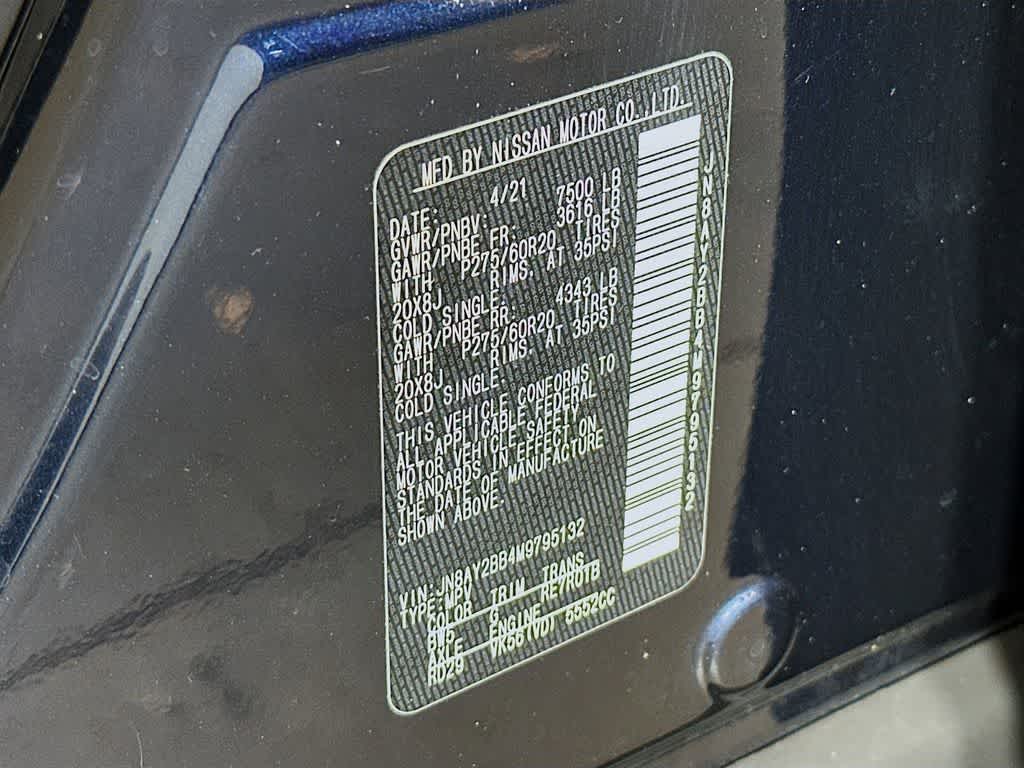 MFD BY NISSAN MOTOR CO.,LTD.
DATE: 4/21
GVWR/PNBV: 7500 LB
GAWR/PNBE FR: 3616 LB
WITH P275/60R20 TIRES
20X8J RIMS, AT 35PSI
COLD SINGLE.
GAWR/PNBE RR: 4343 LB
WITH P275/60R20 TIRES
20X8J RIMS, AT 35PSI
COLD SINGLE.
THIS VEHICLE CONFORMS TO
ALL APPLICABLE FEDERAL
MOTOR VEHICLE SAFETY
STANDARDS IN EFFECT ON
THE DATE OF MANUFACTURE
SHOWN ABOVE.
VIN:JN8AY2BB4M9795132
TYPE:MPV
COLOR TRIM TRANS
RE7R01B
AXLE ENGINE
RD29 VK56(VD) 5552CC
JN8AY2BB4M9795132